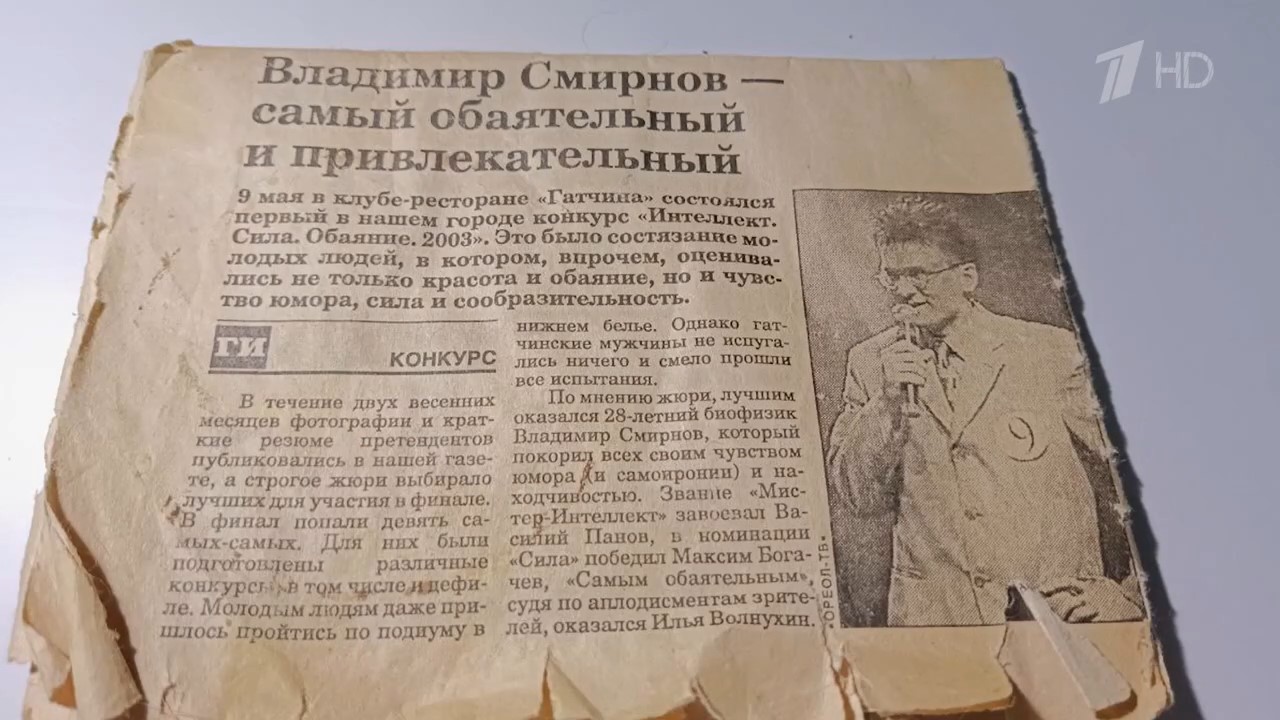 1 HD
Владимир Смирнов —
самый обаятельный
и привлекательный
9 мая в клубе-ресторане «Гатчина» состоялся
первый в нашем городе конкурс «Интеллект.
Сила. Обаяние. 2003». Это было состязание мо-
лодых людей, в котором, впрочем, оценива-
лись не только красота и обаяние, но и чувс-
тво юмора, сила и сообразительность.
ГИ
КОНКУРС
В течение двух весенних
месяцев фотографии и крат-
кие резюме претендентов
публиковались в нашей газе-
те, а строгое жюри выбирало
лучших для участия в финале.
В финал попали девять са-
мых-самых. Для них были
подготовлены различные
конкурсы, в том числе и дефи-
ле. Молодым людям даже при-
шлось пройтись по подиуму в
нижнем белье. Однако гат-
чинские мужчины не испуга-
лись ничего и смело прошли
все испытания.
По мнению жюри, лучшим
оказался 28-летний биофизик
Владимир Смирнов, который
покорил всех своим чувством
юмора (и самоиронии) и на-
ходчивостью. Звание «Мис-
тер-Интеллект» завоевал Ва-
силий Панов, в номинации
«Сила» победил Максим Бога-
чев, «Самым обаятельным»,
судя по аплодисментам зрите-
лей, оказался Илья Волнухин.
«ОРЕОЛ-ТВ»
9